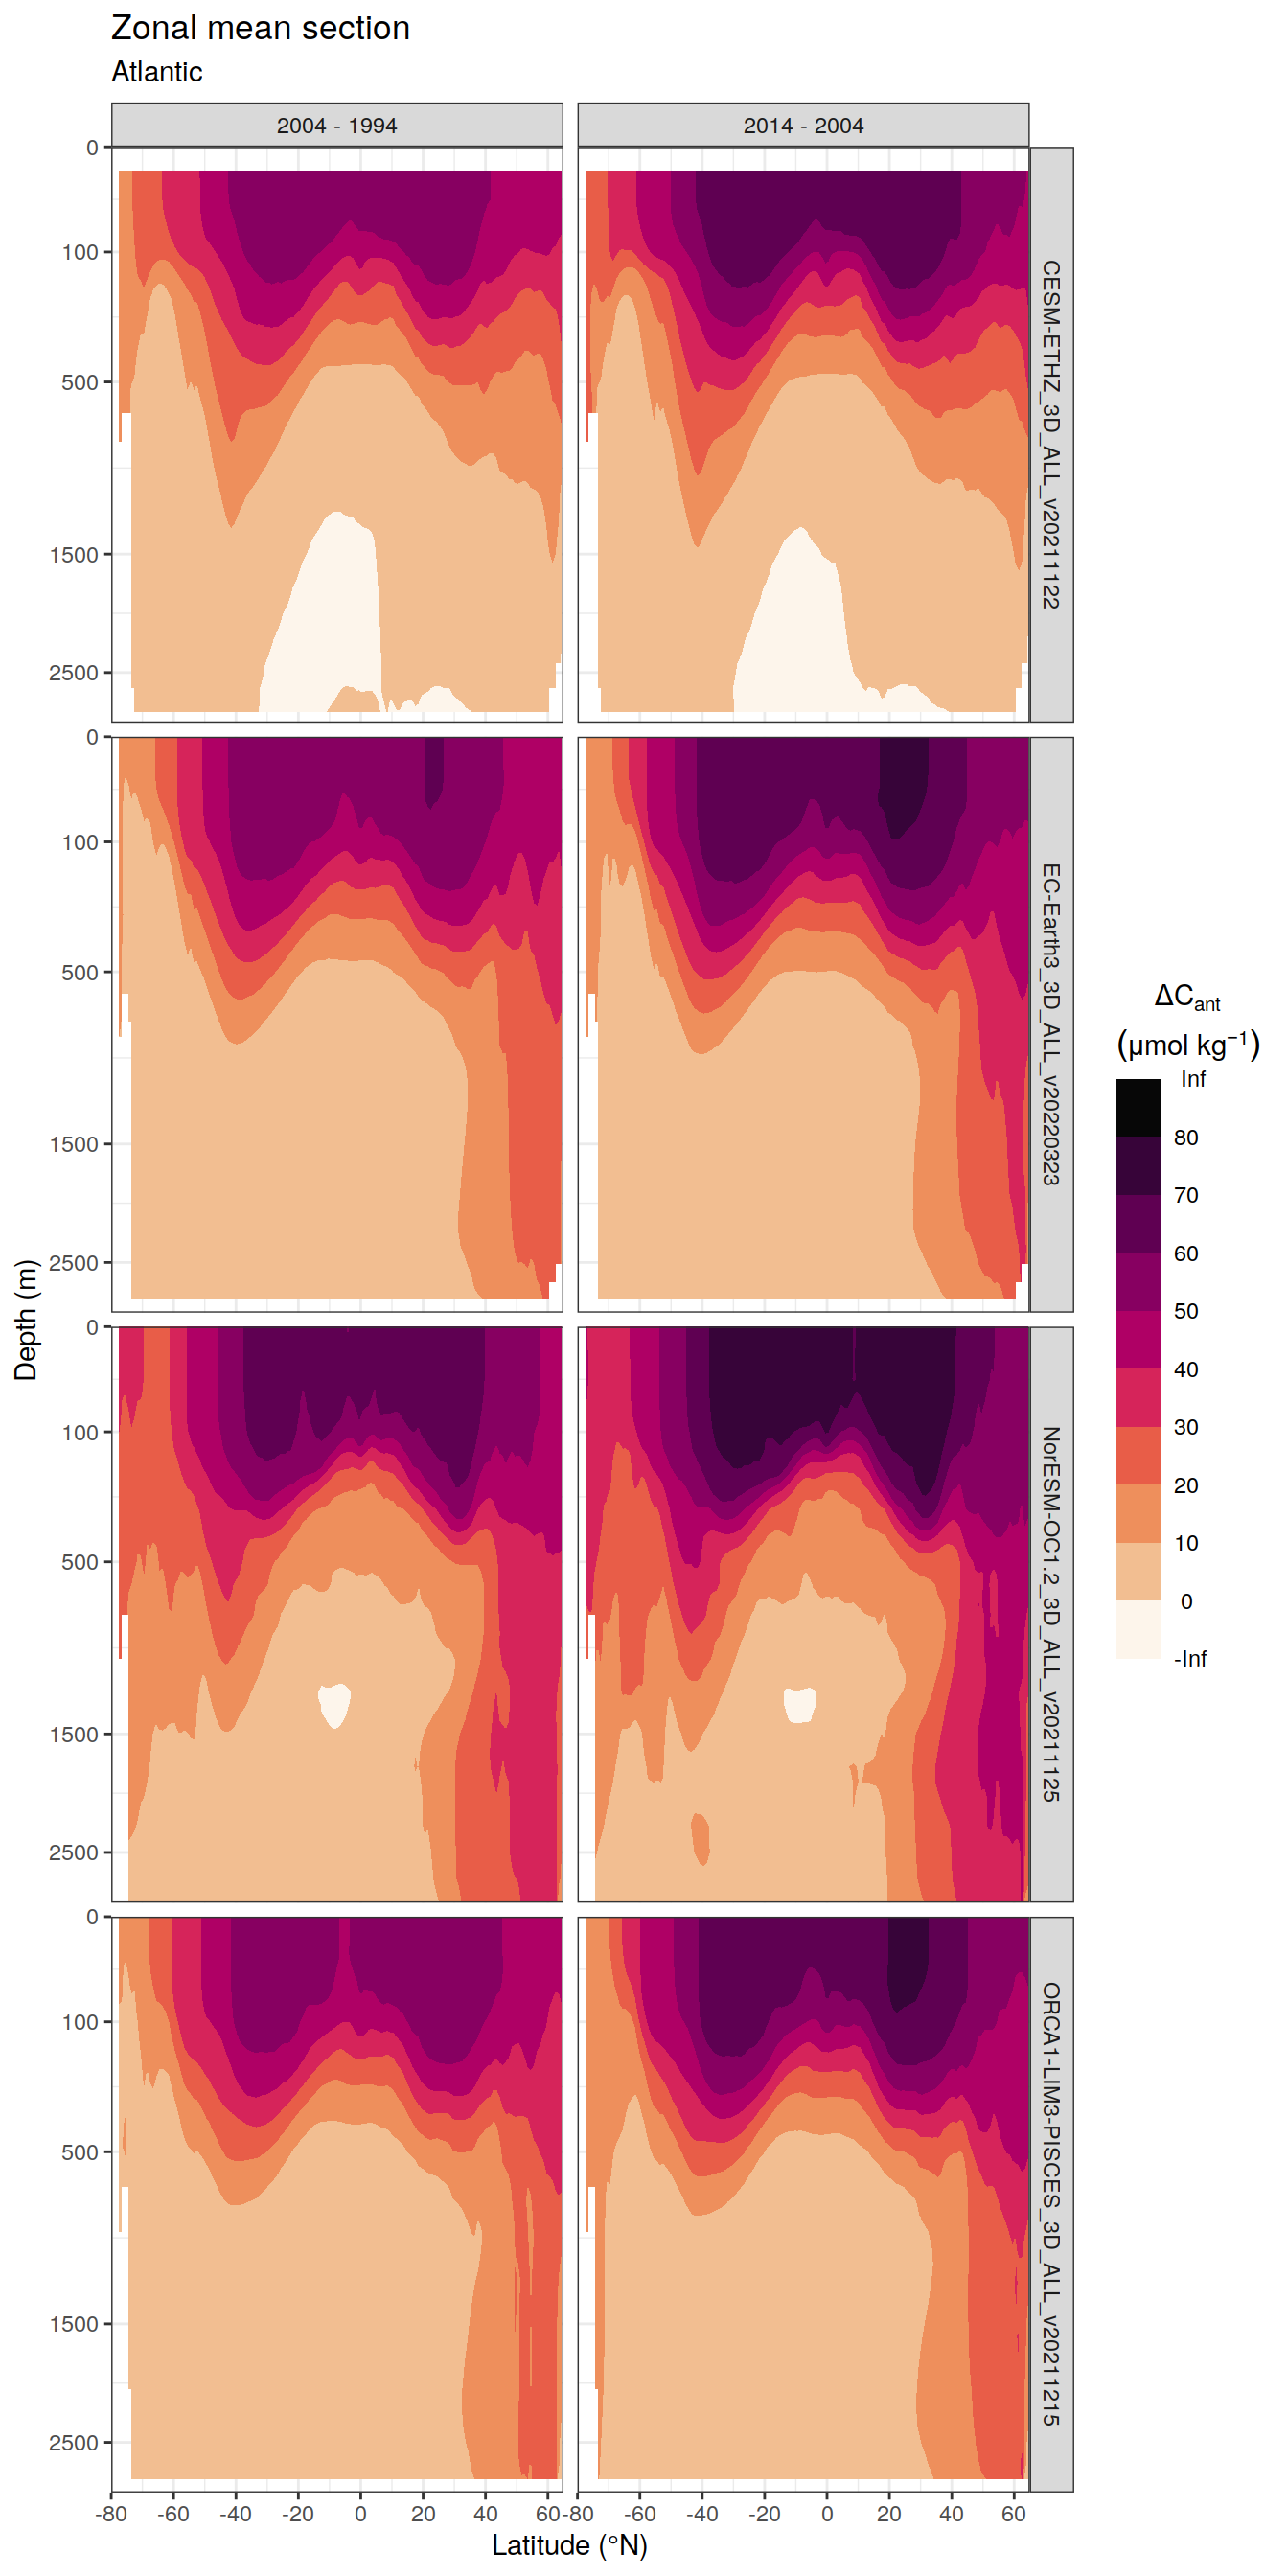 Zonal mean section
Atlantic
2004 - 1994
2014 - 2004
0
100
500
1500
2500
CESM-ETHZ_3D_ALL_v20211122
0
100
500
1500
2500
EC-Earth3_3D_ALL_v20220323
0
100
500
1500
2500
NorESM-OC1.2_3D_ALL_v20211125
0
100
500
1500
2500
ORCA1-LIM3-PISCES_3D_ALL_v20211215
Depth (m)
-80 -60 -40 -20 0 20 40 60
-80 -60 -40 -20 0 20 40 60
Latitude (°N)
ΔCant
(μmol kg⁻¹)
Inf
80
70
60
50
40
30
20
10
0
-Inf